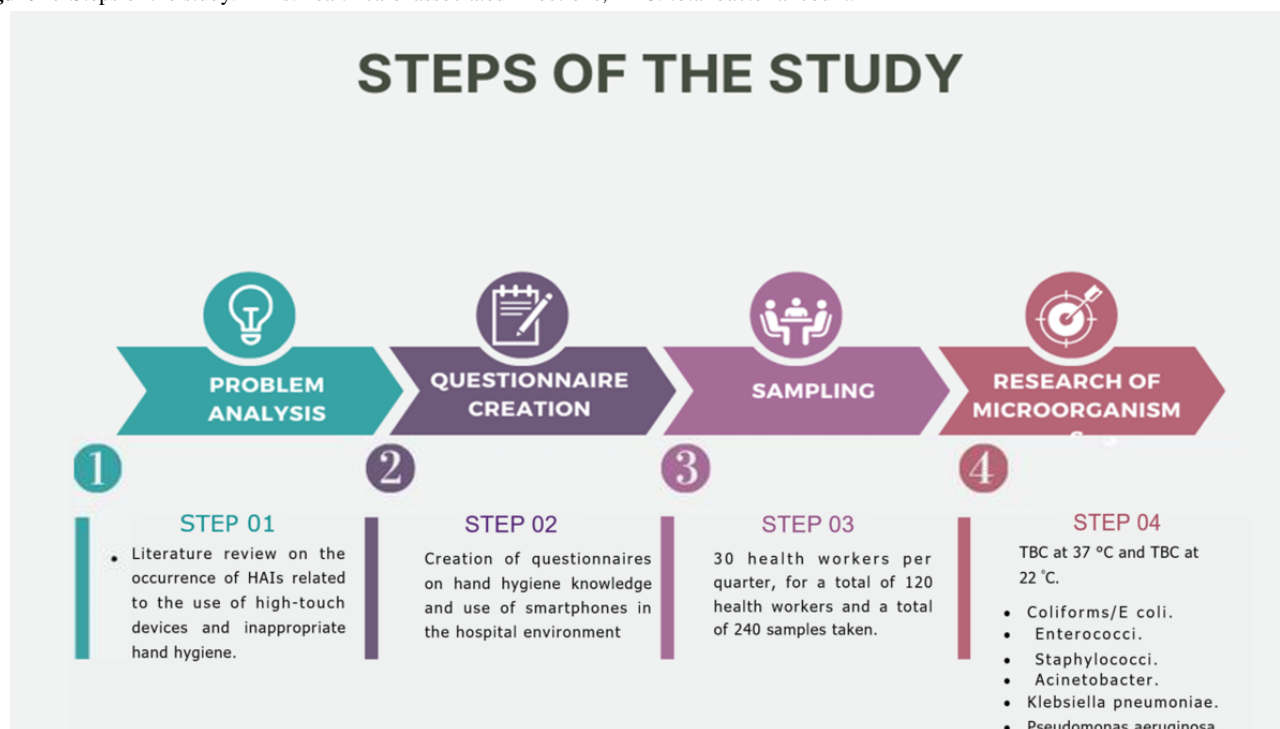 STEPS OF THE STUDY
PROBLEM
ANALYSIS
QUESTIONNAIRE
CREATION
SAMPLING
RESEARCH OF
MICROORGANISM
1
2
3
4
STEP 01
• Literature review on the
occurrence of HAIs related
to the use of high-touch
devices and inappropriate
hand hygiene.
STEP 02
Creation of questionnaires
on hand hygiene knowledge
and use of smartphones in
the hospital environment
STEP 03
30 health workers per
quarter, for a total of 120
health workers and a total
of 240 samples taken.
STEP 04
TBC at 37 °C and TBC at
22 °C.
• Coliforms/E coli.
• Enterococci.
• Staphylococci.
• Acinetobacter.
• Klebsiella pneumoniae.
• Pseudomonas aeruginosa